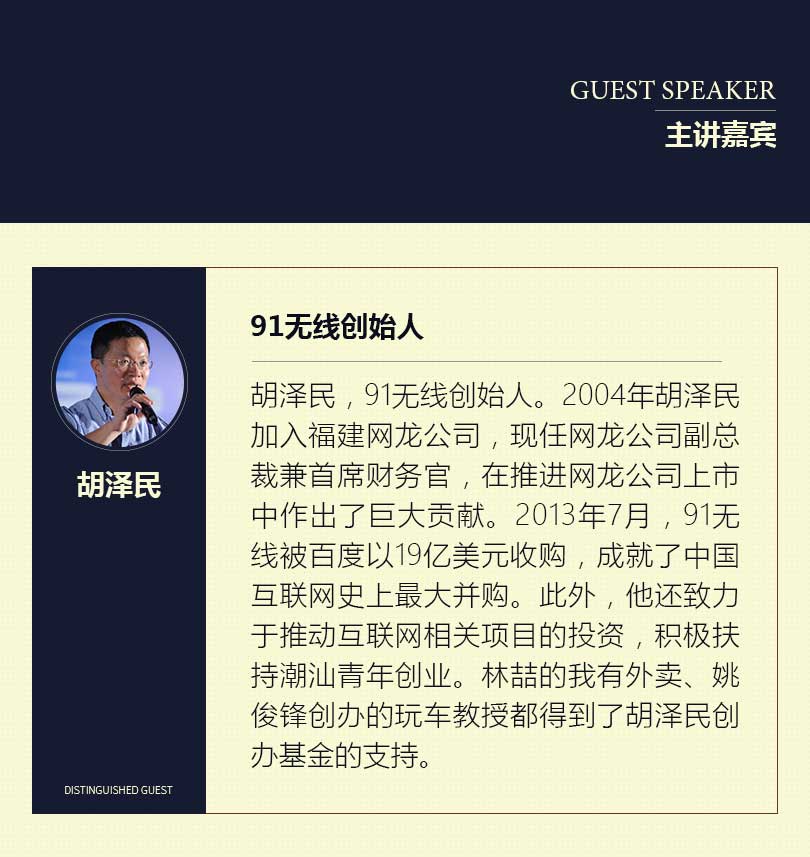 GUEST SPEAKER
主讲嘉宾
胡泽民
DISTINGUISHED GUEST
91无线创始人
胡泽民，91无线创始人。2004年胡泽民
加入福建网龙公司，现任网龙公司副总
裁兼首席财务官，在推进网龙公司上市
中作出了巨大贡献。2013年7月，91无
线被百度以19亿美元收购，成就了中国
互联网史上最大并购。此外，他还致力
于推动互联网相关项目的投资，积极扶
持潮汕青年创业。林喆的我有外卖、姚
俊锋创办的玩车教授都得到了胡泽民创
办基金的支持。